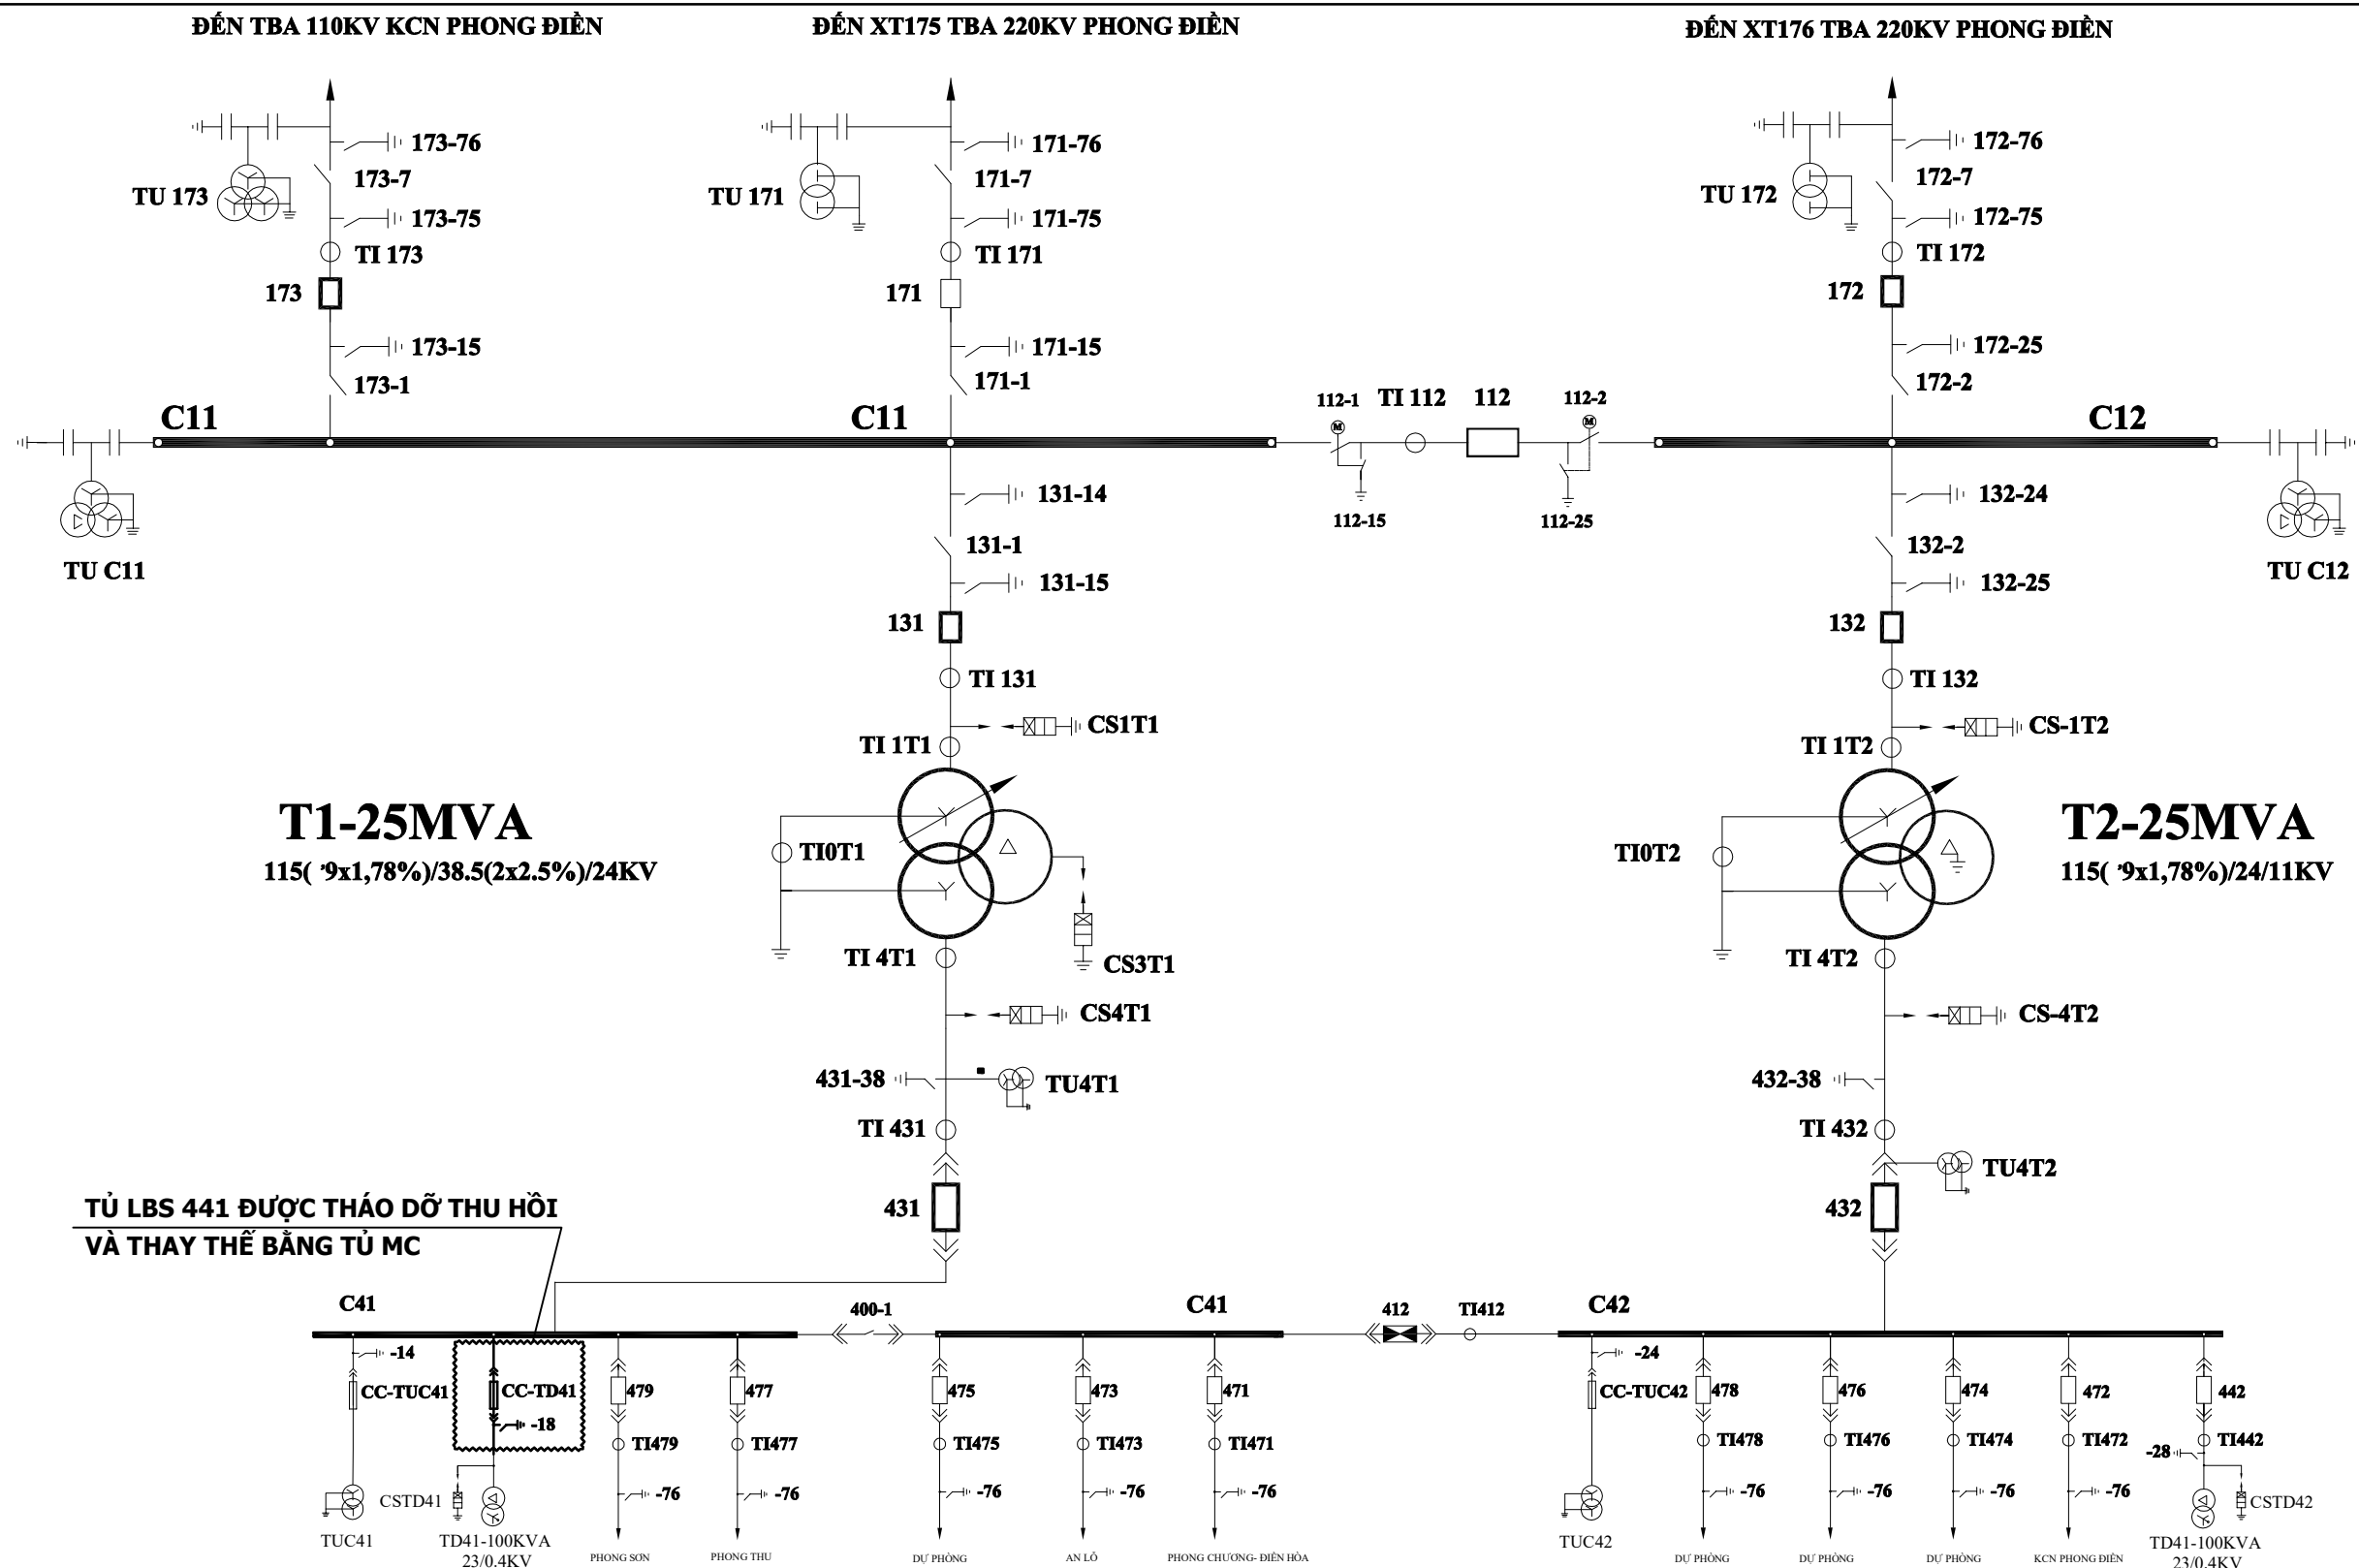 ĐẾN TBA 110KV KCN PHONG ĐIỀN
ĐẾN XT175 TBA 220KV PHONG ĐIỀN
ĐẾN XT176 TBA 220KV PHONG ĐIỀN
173-76
171-76
172-76
TU 173
173-7
TU 171
171-7
TU 172
172-7
173-75
171-75
172-75
TI 173
TI 171
TI 172
173
171
172
173-15
171-15
172-25
173-1
171-1
172-2
C11
C11
112-1
TI 112
112
112-2
C12
M
M
131-14
112-15
112-25
132-24
131-1
132-2
TU C11
131-15
132-25
TU C12
131
132
TI 131
TI 132
CS1T1
CS-1T2
TI 1T1
TI 1T2
T1-25MVA
115( 9x1,78%)/38.5(2x2.5%)/24KV
TI0T1
TI0T2
T2-25MVA
115( 9x1,78%)/24/11KV
TI 4T1
CS3T1
TI 4T2
CS4T1
CS-4T2
431-38
TU4T1
432-38
TI 431
TI 432
TU4T2
TỦ LBS 441 ĐƯỢC THÁO DỠ THU HỒI
VÀ THAY THẾ BẰNG TỦ MC
431
432
C41
400-1
C41
412
TI412
C42
-14
-24
CC-TUC41
CC-TD41
479
477
475
473
471
CC-TUC42
478
476
474
472
442
-18
TI479
TI477
TI475
TI473
TI471
TI478
TI476
TI474
TI472
TI442
-28
-76
-76
-76
-76
-76
-76
-76
-76
-76
CSTD41
CSTD42
TUC41
TD41-100KVA
23/0.4KV
PHONG SƠN
PHONG THU
DỰ PHÒNG
AN LỖ
PHONG CHƯƠNG- ĐIỀN HÒA
TUC42
DỰ PHÒNG
DỰ PHÒNG
DỰ PHÒNG
KCN PHONG ĐIỀN
TD41-100KVA
23/0.4KV